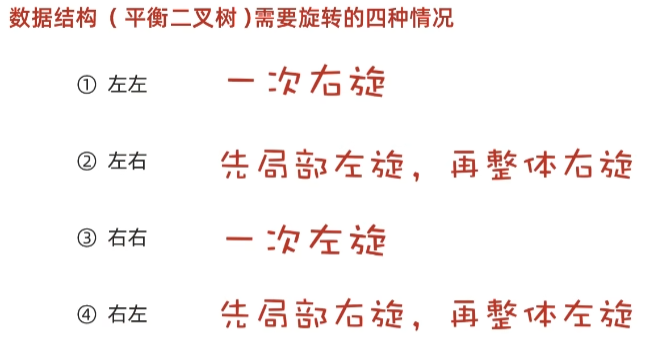 数据结构（平衡二叉树)需要旋转的四种情况
① 左左 一次右旋
② 左右 先局部左旋，再整体右旋
③ 右右 一次左旋
④ 右左 先局部右旋，再整体左旋